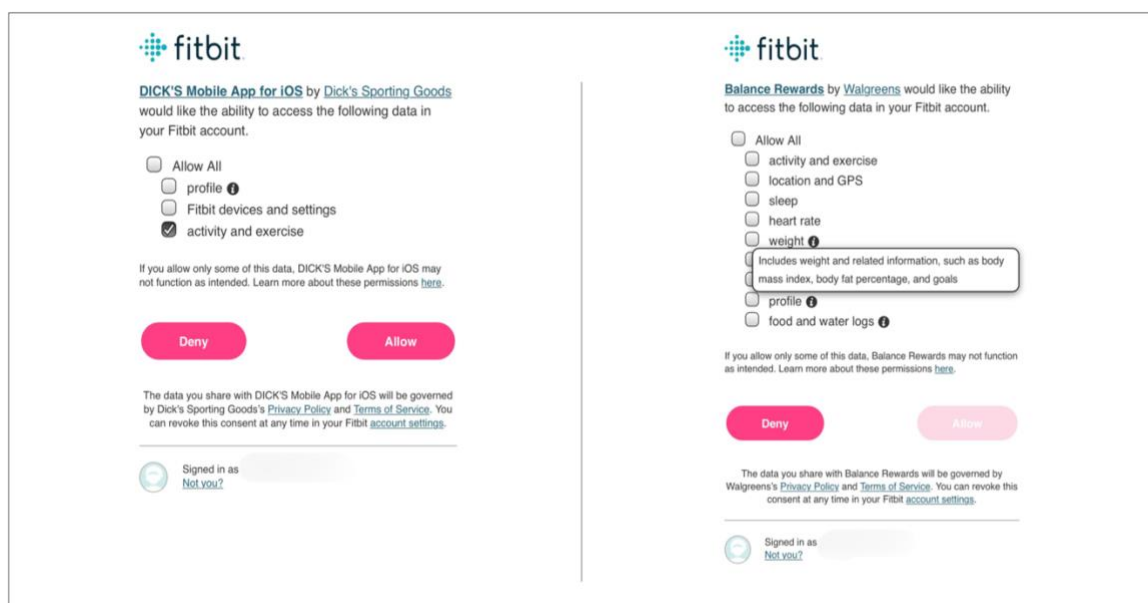 fitbit
DICK'S Mobile App for iOS by Dick's Sporting Goods
would like the ability to access the following data in
your Fitbit account.
Allow All
profile i
Fitbit devices and settings
activity and exercise
If you allow only some of this data, DICK'S Mobile App for iOS may
not function as intended. Learn more about these permissions here.
Deny
Allow
The data you share with DICK'S Mobile App for iOS will be governed
by Dick's Sporting Goods's Privacy Policy and Terms of Service. You
can revoke this consent at any time in your Fitbit account settings.
Signed in as
Not you?
fitbit
Balance Rewards by Walgreens would like the ability
to access the following data in your Fitbit account.
Allow All
activity and exercise
location and GPS
sleep
heart rate
weight i
Includes weight and related information, such as body
mass index, body fat percentage, and goals
profile i
food and water logs i
If you allow only some of this data, Balance Rewards may not function
as intended. Learn more about these permissions here.
Deny
Allow
The data you share with Balance Rewards will be governed by
Walgreens's Privacy Policy and Terms of Service. You can revoke this
consent at any time in your Fitbit account settings.
Signed in as
Not you?